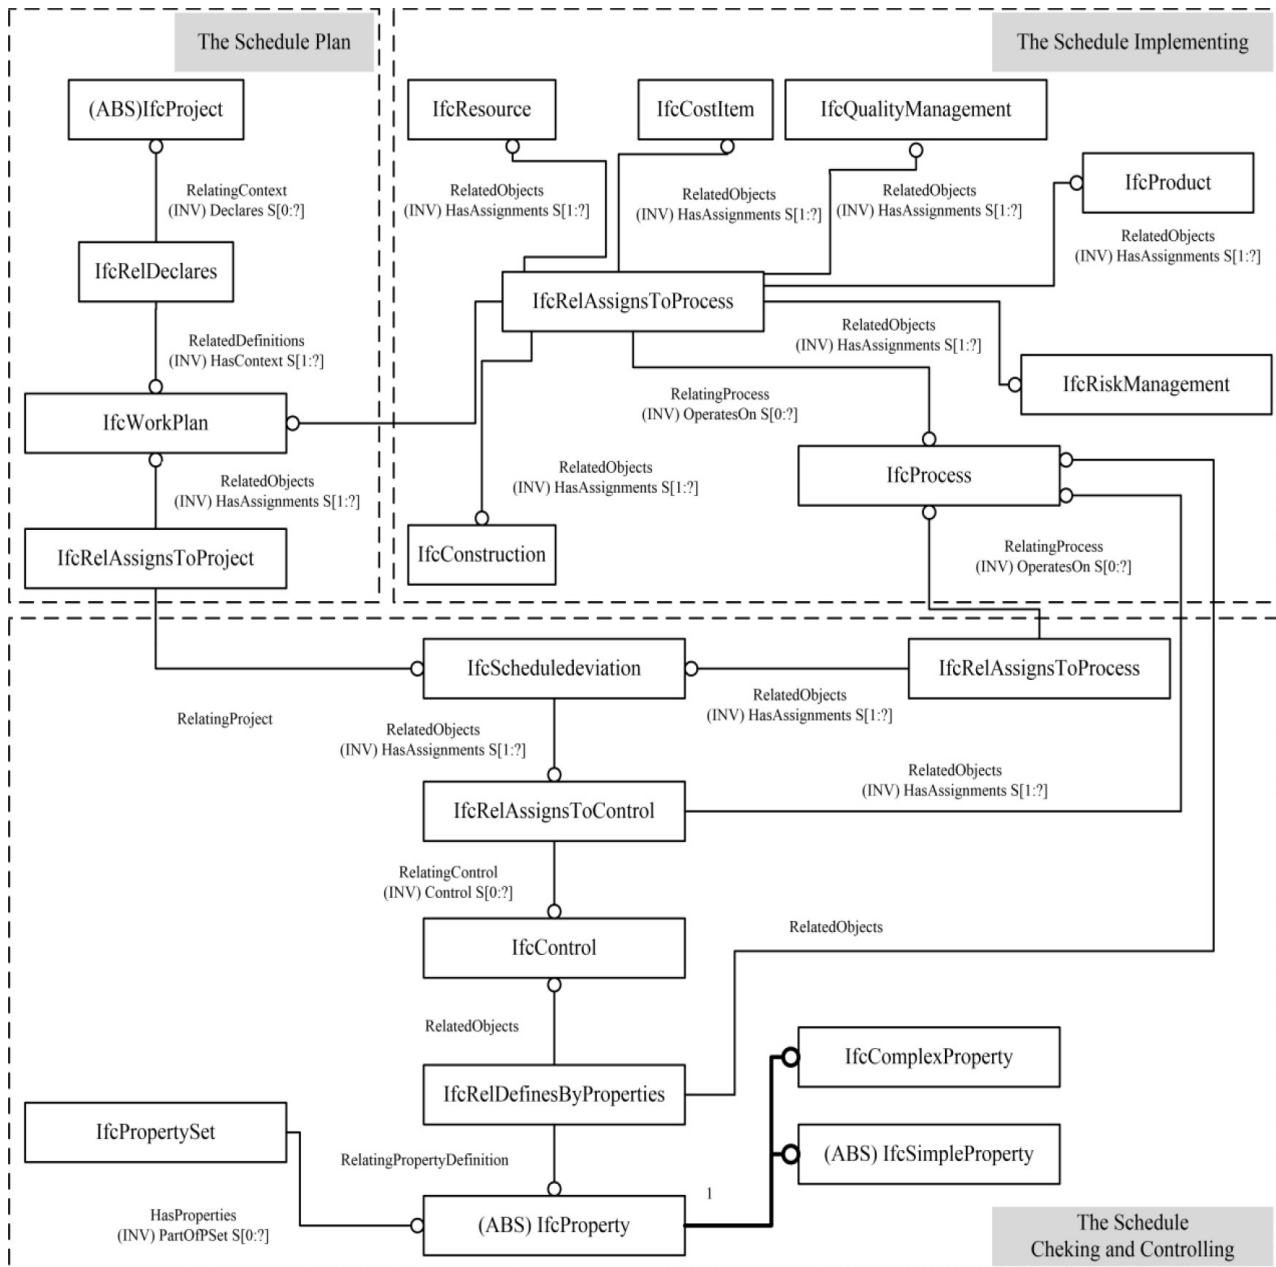 The Schedule Plan
(ABS)IfcProject
RelatingContext
(INV) Declares S[0:?]
IfcRelDeclares
RelatedDefinitions
(INV) HasContext S[1:?]
IfcWorkPlan
RelatedObjects
(INV) HasAssignments S[1:?]
IfcRelAssignsToProject
The Schedule Implementing
IfcResource
IfcCostItem
IfcQualityManagement
RelatedObjects
(INV) HasAssignments S[1:?]
RelatedObjects
(INV) HasAssignments S[1:?]
RelatedObjects
(INV) HasAssignments S[1:?]
IfcProduct
RelatedObjects
(INV) HasAssignments S[1:?]
IfcRelAssignsToProcess
RelatedObjects
(INV) HasAssignments S[1:?]
IfcRiskManagement
RelatingProcess
(INV) OperatesOn S[0:?]
IfcProcess
RelatedObjects
(INV) HasAssignments S[1:?]
IfcConstruction
RelatingProcess
(INV) OperatesOn S[0:?]
IfcScheduledeviation
IfcRelAssignsToProcess
RelatingProject
RelatedObjects
(INV) HasAssignments S[1:?]
RelatedObjects
(INV) HasAssignments S[1:?]
RelatedObjects
(INV) HasAssignments S[1:?]
IfcRelAssignsToControl
RelatingControl
(INV) Control S[0:?]
IfcControl
RelatedObjects
RelatedObjects
IfcComplexProperty
IfcRelDefinesByProperties
IfcPropertySet
RelatingPropertyDefinition
(ABS) IfcSimpleProperty
1
HasProperties
(INV) PartOfPSet S[0:?]
(ABS) IfcProperty
The Schedule
Cheking and Controlling